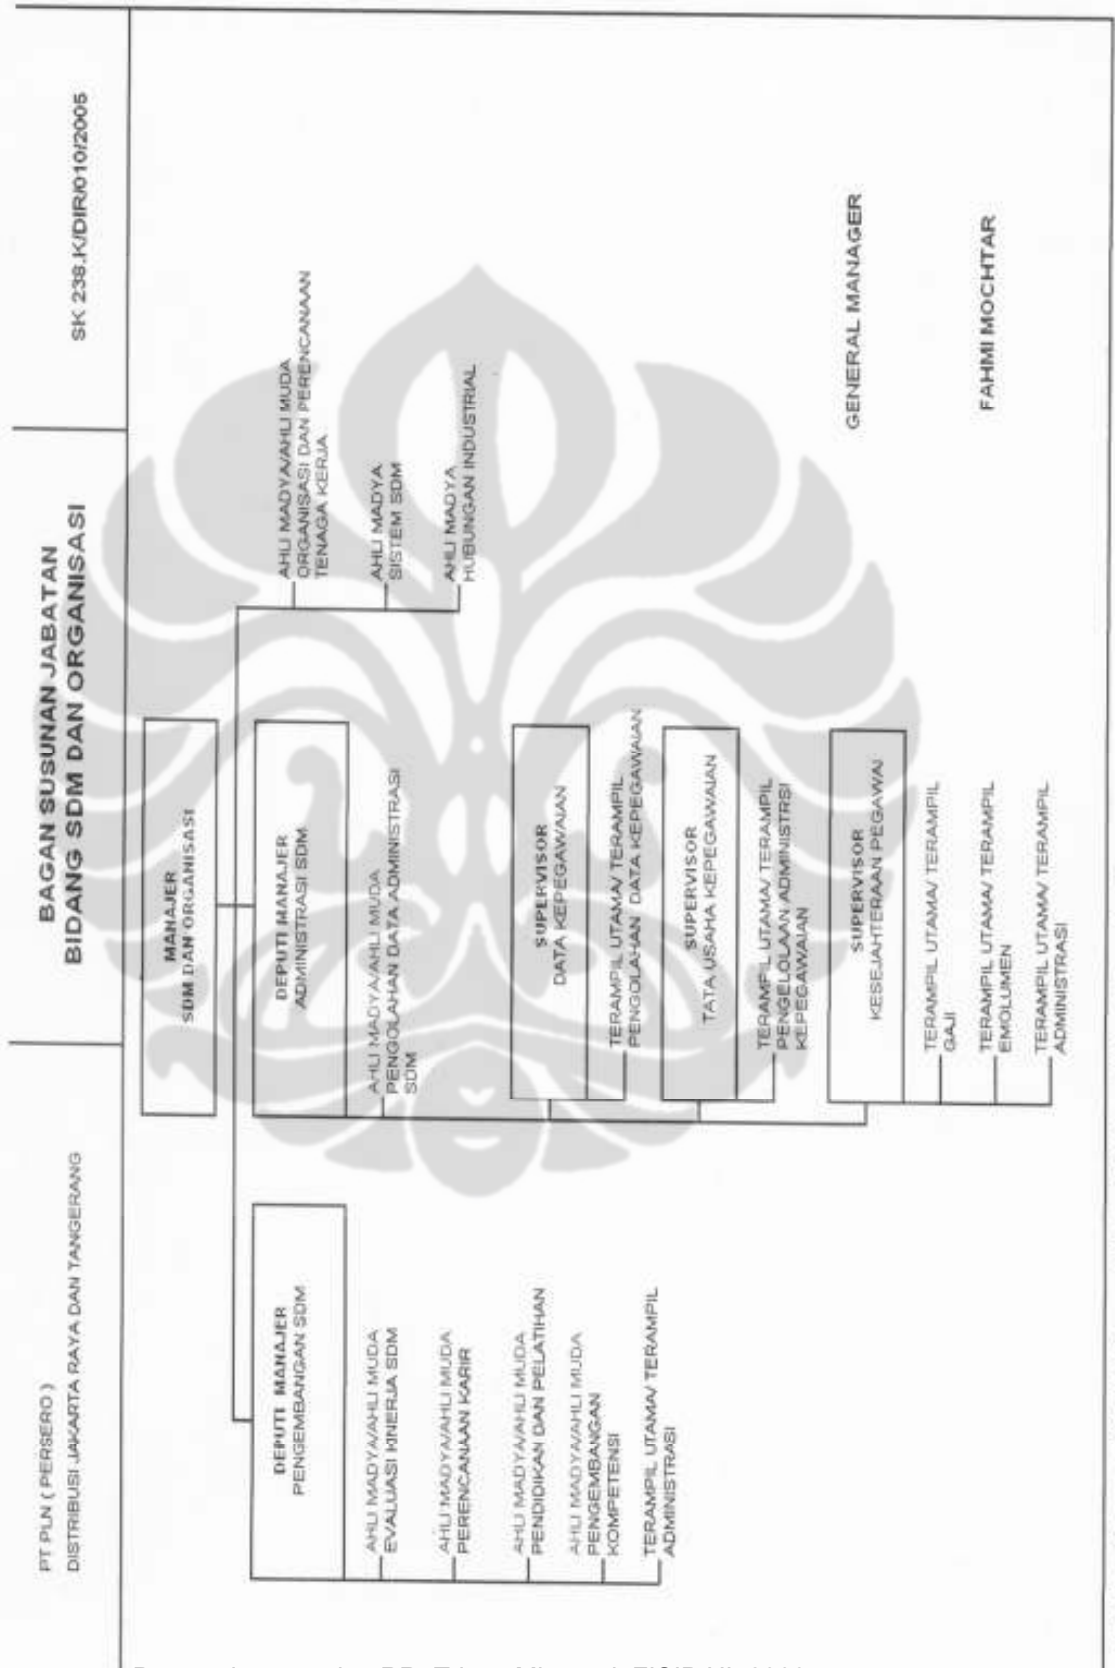 PT PLN ( PERSERO )
DISTRIBUSI JAKARTA RAYA DAN TANGERANG
BAGAN SUSUNAN JABATAN
BIDANG SDM DAN ORGANISASI
SK 238.K/DIR/010/2005
MANAJER
SDM DAN ORGANISASI
DEPUTI MANAJER
PENGEMBANGAN SDM
AHLI MADYA/AHLI MUDA
EVALUASI KINERJA SDM
AHLI MADYA/AHLI MUDA
PERENCANAAN KARIR
AHLI MADYA/AHLI MUDA
PENDIDIKAN DAN PELATIHAN
AHLI MADYA/AHLI MUDA
PENGEMBANGAN
KOMPETENSI
TERAMPIL UTAMA/ TERAMPIL
ADMINISTRASI
DEPUTI MANAJER
ADMINISTRASI SDM
AHLI MADYA/AHLI MUDA
PENGOLAHAN DATA ADMINISTRASI
SDM
SUPERVISOR
DATA KEPEGAWAIAN
TERAMPIL UTAMA/ TERAMPIL
PENGOLAHAN DATA KEPEGAWAIAN
SUPERVISOR
TATA USAHA KEPEGAWAIAN
TERAMPIL UTAMA/ TERAMPIL
PENGELOLAAN ADMINISTRSI
KEPEGAWAIAN
SUPERVISOR
KESEJAHTERAAN PEGAWAI
TERAMPIL UTAMA/ TERAMPIL
GAJI
TERAMPIL UTAMA/ TERAMPIL
EMOLUMEN
TERAMPIL UTAMA/ TERAMPIL
ADMINISTRASI
AHLI MADYA/AHLI MUDA
ORGANISASI DAN PERENCANAAN
TENAGA KERJA
AHLI MADYA
SISTEM SDM
AHLI MADYA
HUBUNGAN INDUSTRIAL
GENERAL MANAGER
FAHMI MOCHTAR